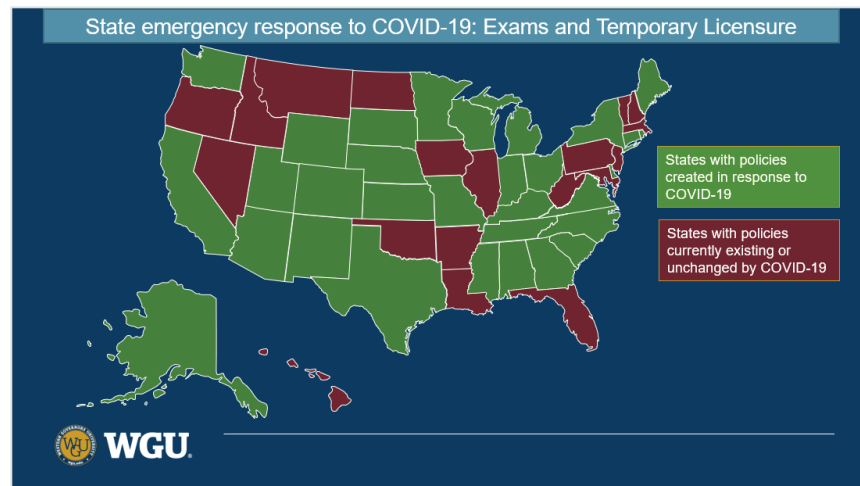 State emergency response to COVID-19: Exams and Temporary Licensure
States with policies
created in response to
COVID-19
States with policies
currently existing or
unchanged by COVID-19
WGU
WGU.